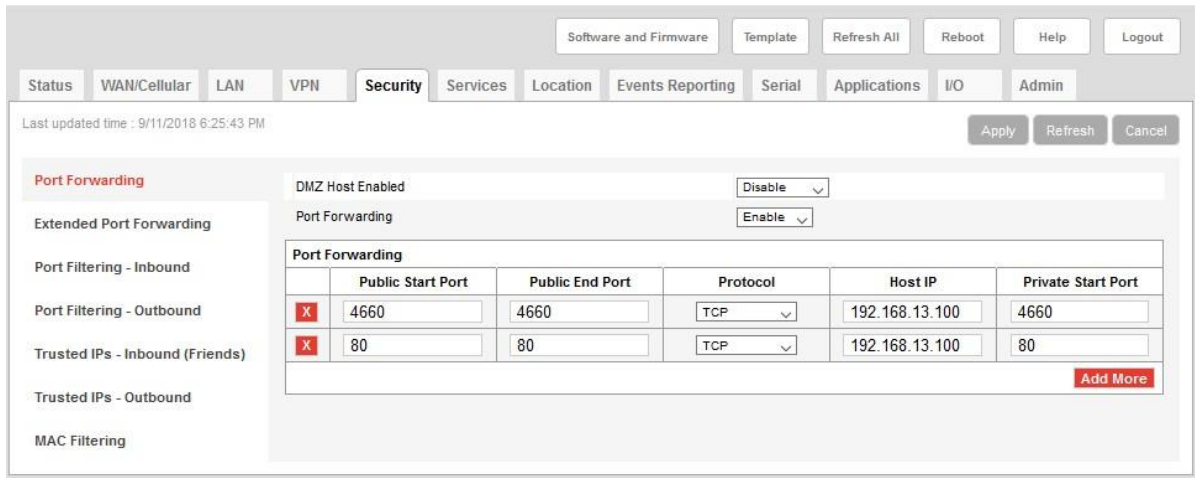 Software and Firmware Template Refresh All Reboot Help Logout
Status WAN/Cellular LAN VPN Security Services Location Events Reporting Serial Applications I/O Admin
Last updated time : 9/11/2018 6:25:43 PM Apply Refresh Cancel
Port Forwarding
Extended Port Forwarding
Port Filtering - Inbound
Port Filtering - Outbound
Trusted IPs - Inbound (Friends)
Trusted IPs - Outbound
MAC Filtering
DMZ Host Enabled Disable
Port Forwarding Enable
Port Forwarding
Public Start Port Public End Port Protocol Host IP Private Start Port
X 4660 4660 TCP 192.168.13.100 4660
X 80 80 TCP 192.168.13.100 80
Add More